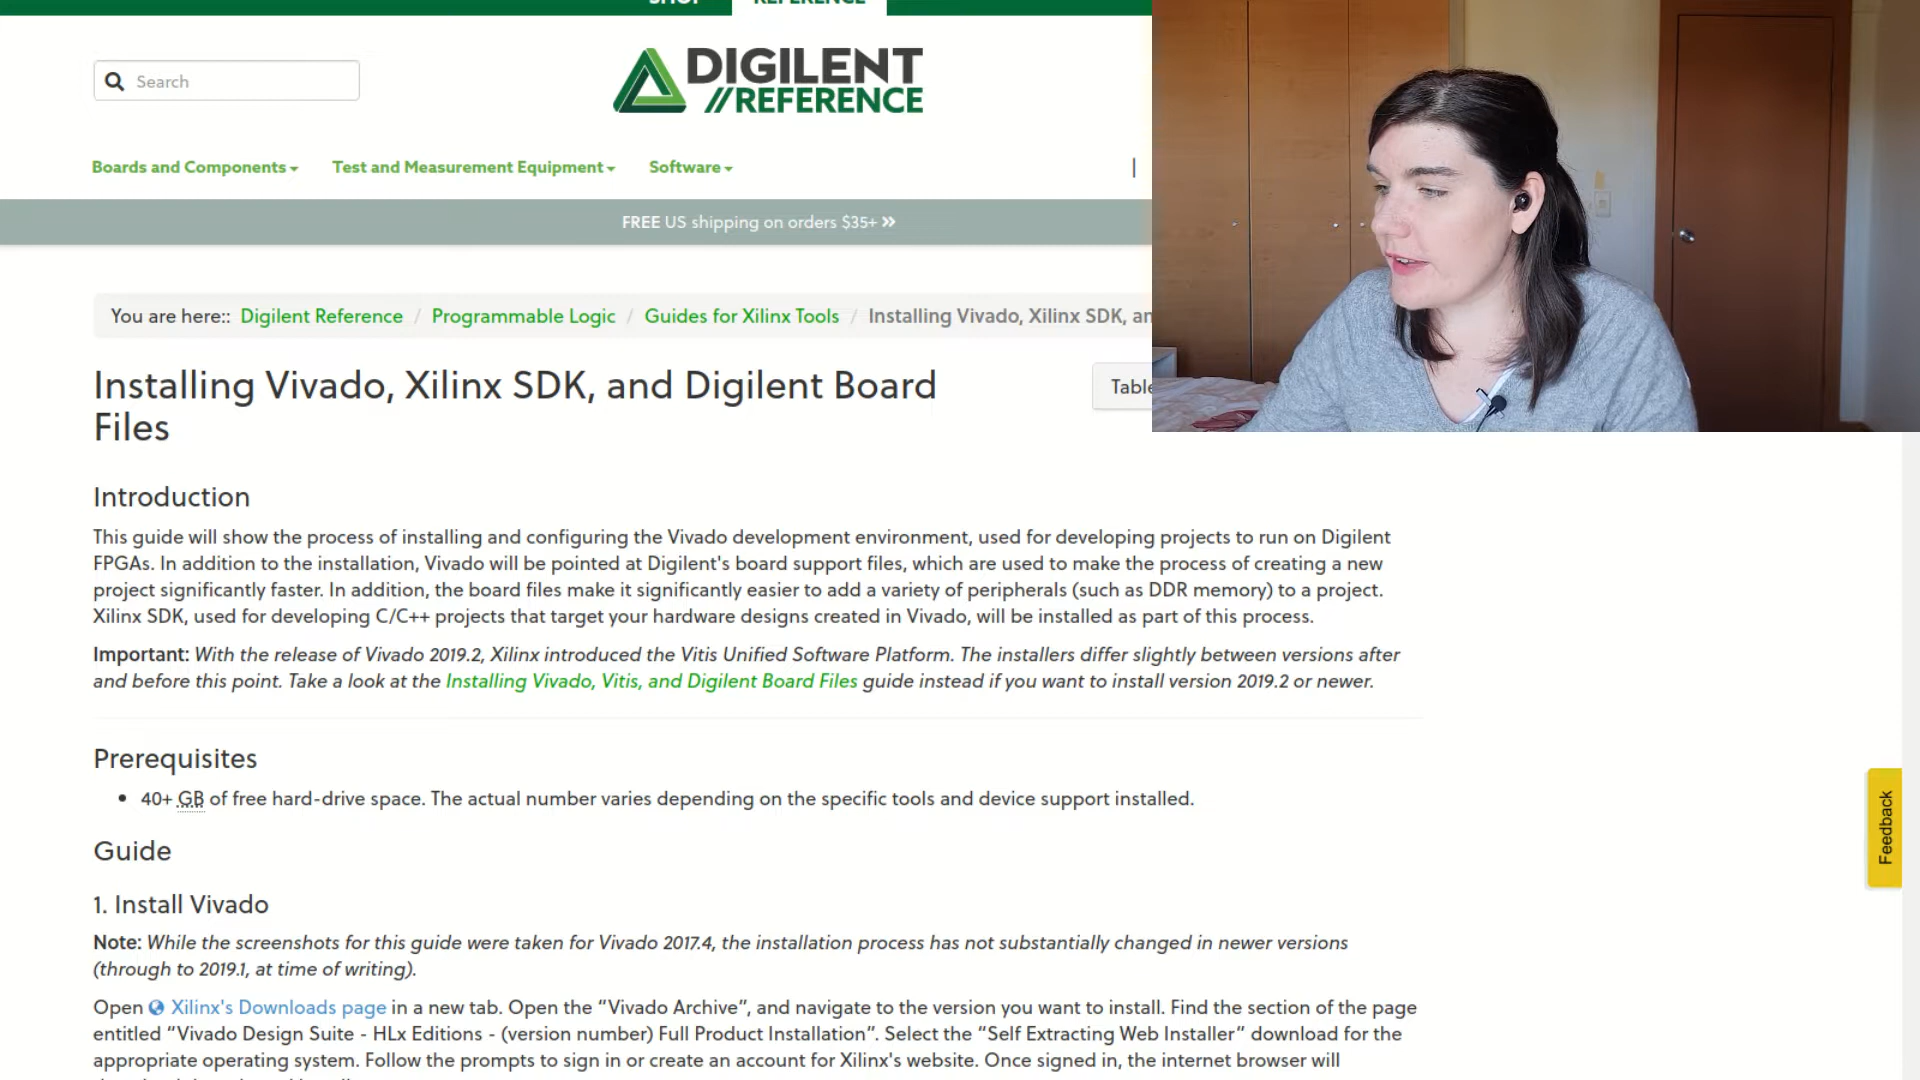 REFERENCE
Search
DIGILENT
//REFERENCE
Boards and Components
Test and Measurement Equipment
Software
|
FREE US shipping on orders $35+ »
You are here:: Digilent Reference / Programmable Logic / Guides for Xilinx Tools / Installing Vivado, Xilinx SDK, an
Installing Vivado, Xilinx SDK, and Digilent Board
Files
Table
Introduction
This guide will show the process of installing and configuring the Vivado development environment, used for developing projects to run on Digilent
FPGAs. In addition to the installation, Vivado will be pointed at Digilent's board support files, which are used to make the process of creating a new
project significantly faster. In addition, the board files make it significantly easier to add a variety of peripherals (such as DDR memory) to a project.
Xilinx SDK, used for developing C/C++ projects that target your hardware designs created in Vivado, will be installed as part of this process.
Important: With the release of Vivado 2019.2, Xilinx introduced the Vitis Unified Software Platform. The installers differ slightly between versions after
and before this point. Take a look at the Installing Vivado, Vitis, and Digilent Board Files guide instead if you want to install version 2019.2 or newer.
Prerequisites
• 40+ GB of free hard-drive space. The actual number varies depending on the specific tools and device support installed.
Feedback
Guide
1. Install Vivado
Note: While the screenshots for this guide were taken for Vivado 2017.4, the installation process has not substantially changed in newer versions
(through to 2019.1, at time of writing).
Open Xilinx's Downloads page in a new tab. Open the “Vivado Archive”, and navigate to the version you want to install. Find the section of the page
entitled “Vivado Design Suite - HLx Editions - (version number) Full Product Installation”. Select the “Self Extracting Web Installer” download for the
appropriate operating system. Follow the prompts to sign in or create an account for Xilinx's website. Once signed in, the internet browser will